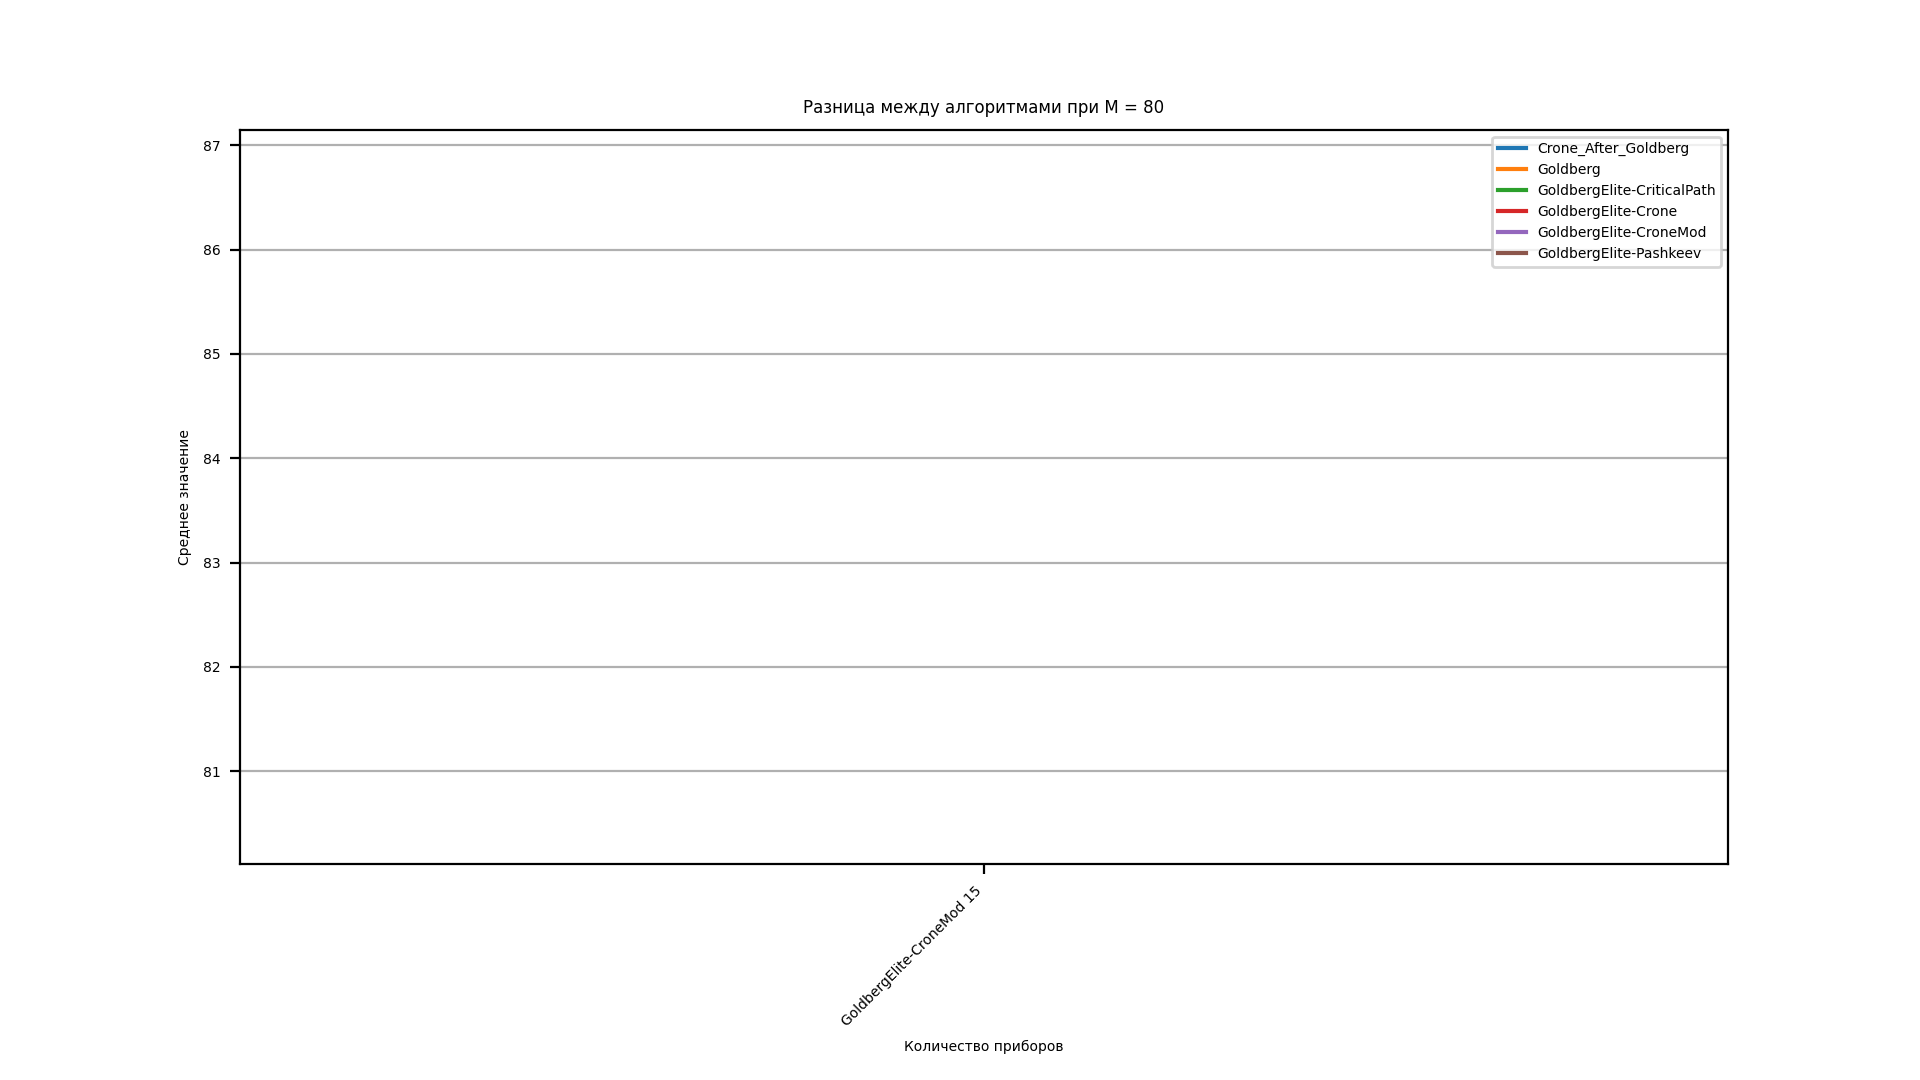 Разница между алгоритмами при M = 80
87
86
85
84
83
82
81
Среднее значение
Crone_After_Goldberg
Goldberg
GoldbergElite-CriticalPath
GoldbergElite-Crone
GoldbergElite-CroneMod
GoldbergElite-Pashkeev
GoldbergElite-CroneMod 15
Количество приборов